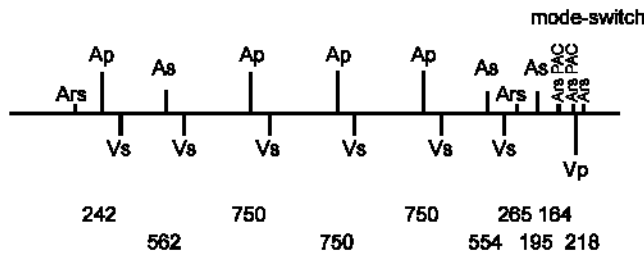 mode-switch
Ap Ap Ap Ap
As As As
Ars Ars Ars PAC Ars PAC Ars
Vs Vs Vs Vs Vs Vs
Vp
242 750 750 265 164
562 750 554 195 218